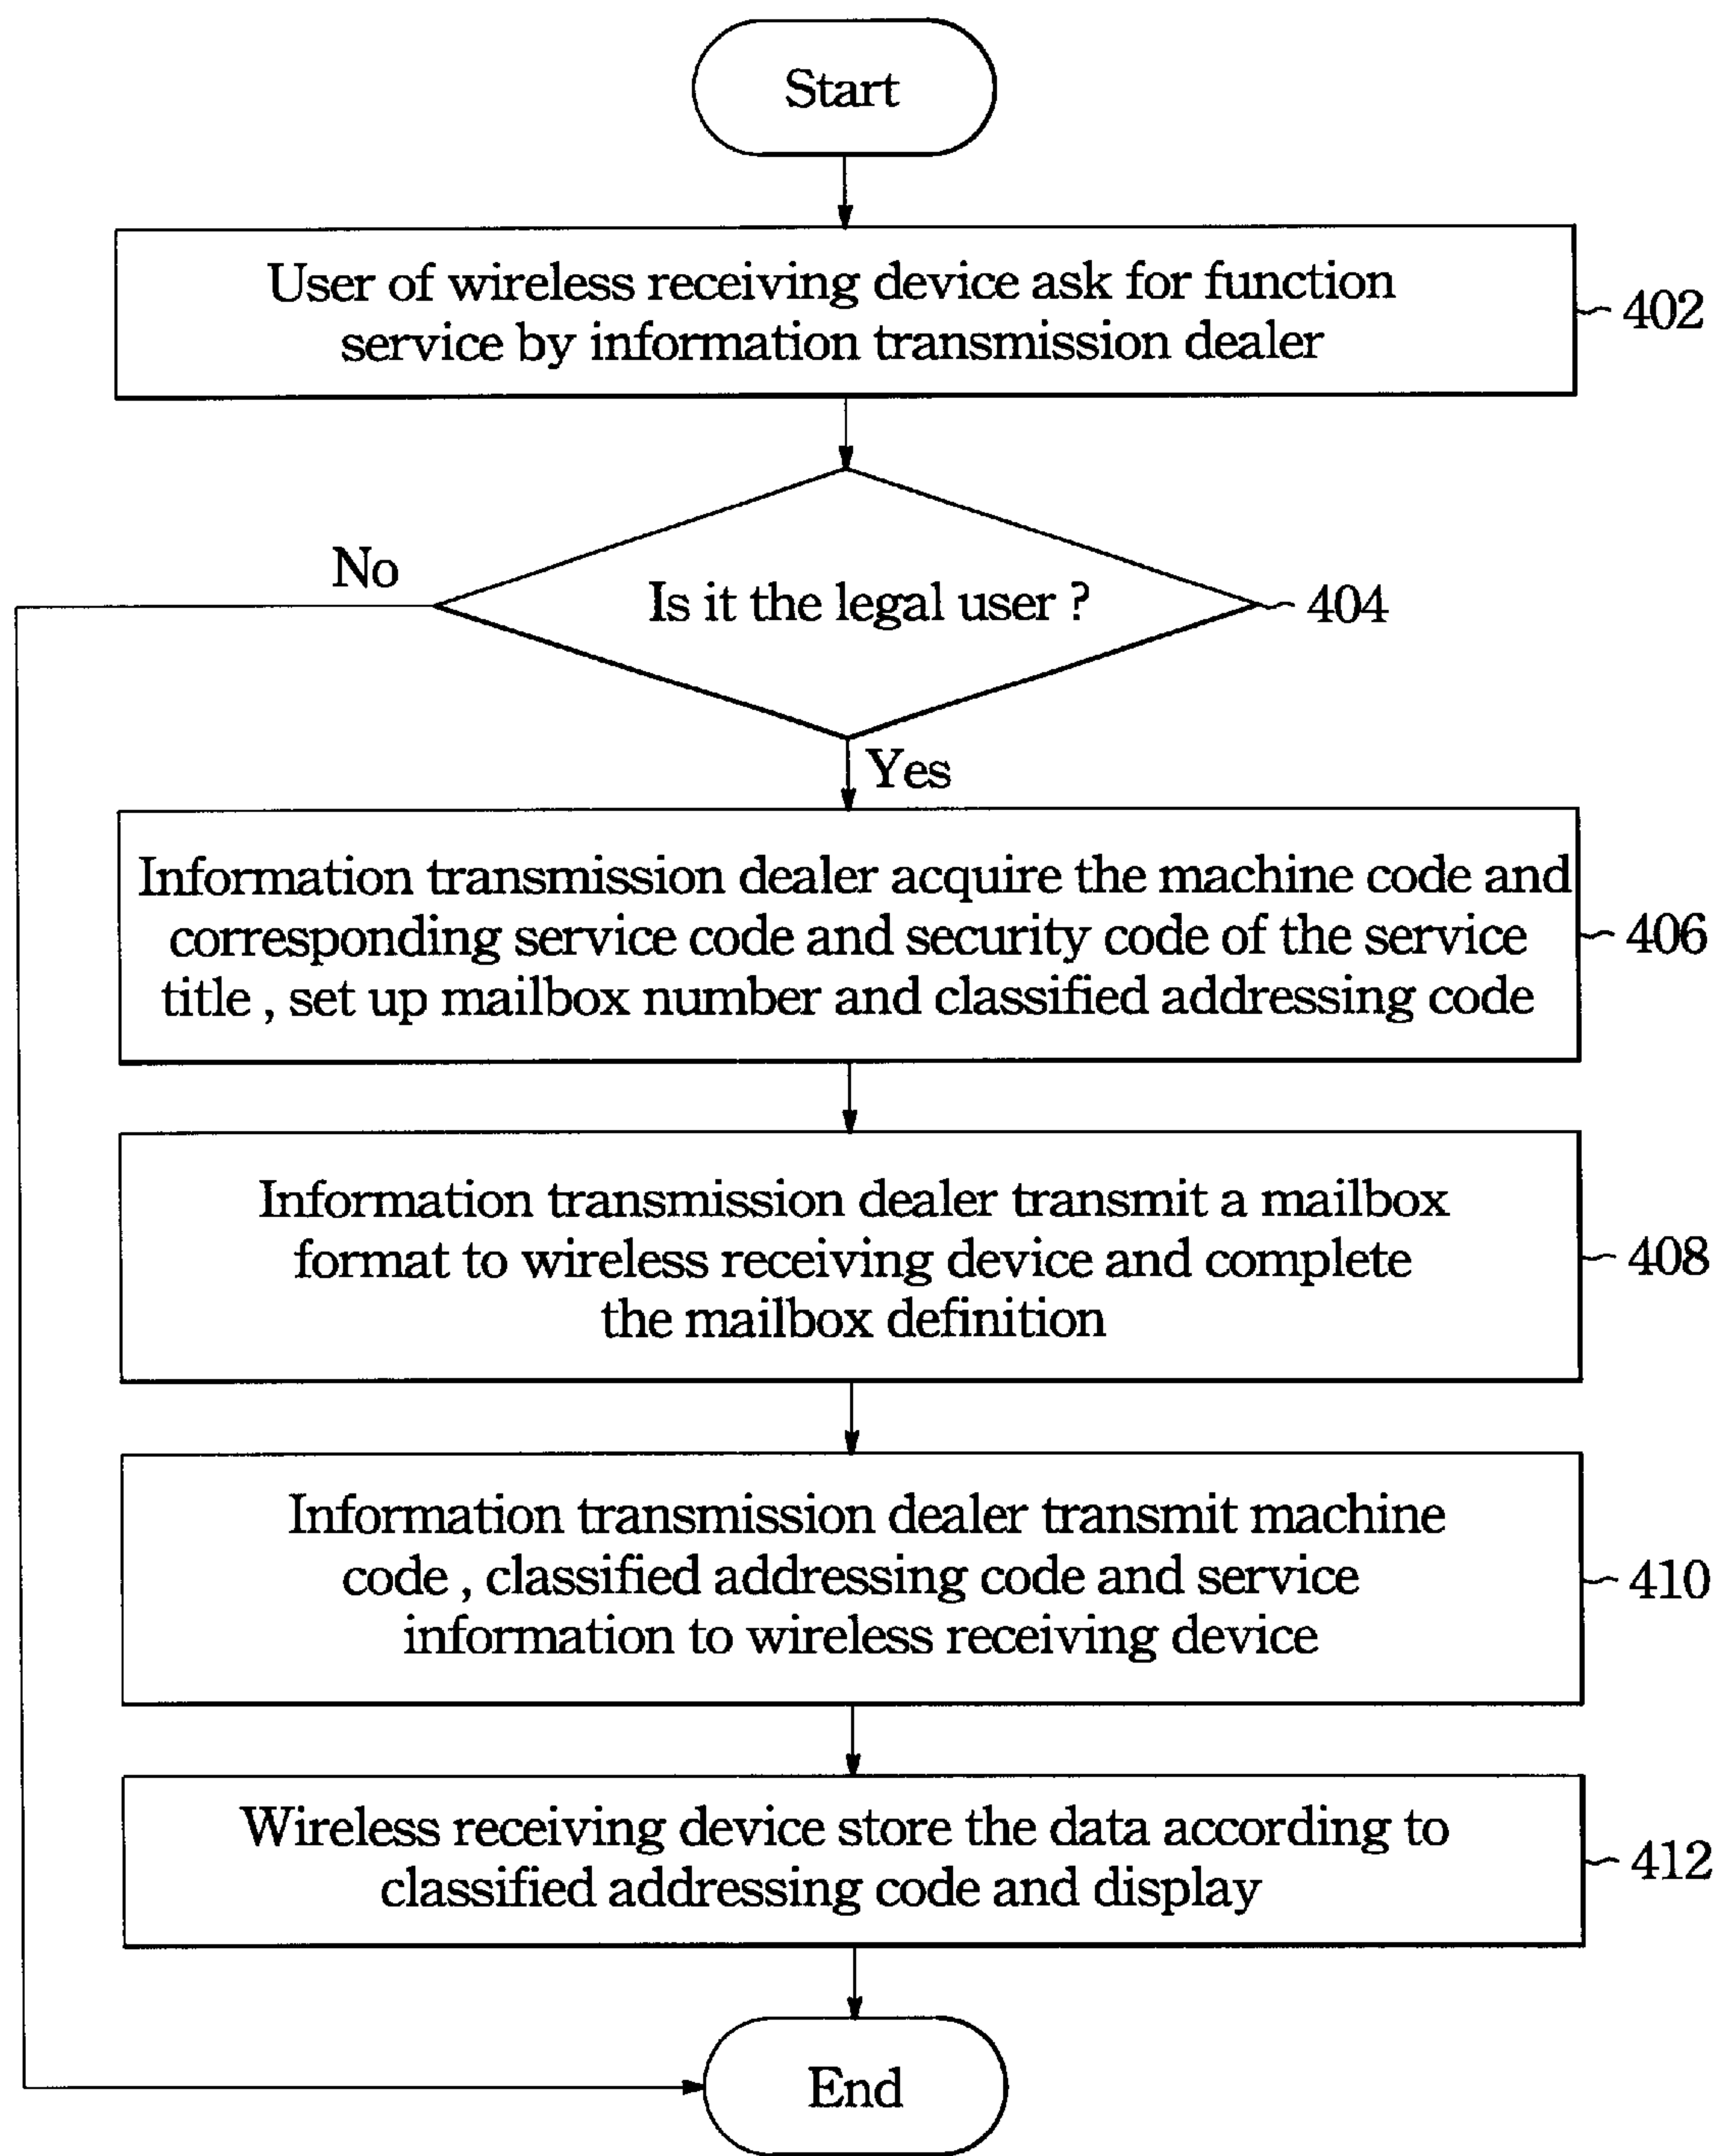 Start
User of wireless receiving device ask for function
service by information transmission dealer
402
No
Is it the legal user ?
404
Yes
Information transmission dealer acquire the machine code and
corresponding service code and security code of the service
title , set up mailbox number and classified addressing code
406
Information transmission dealer transmit a mailbox
format to wireless receiving device and complete
the mailbox definition
408
Information transmission dealer transmit machine
code , classified addressing code and service
information to wireless receiving device
410
Wireless receiving device store the data according to
classified addressing code and display
412
End